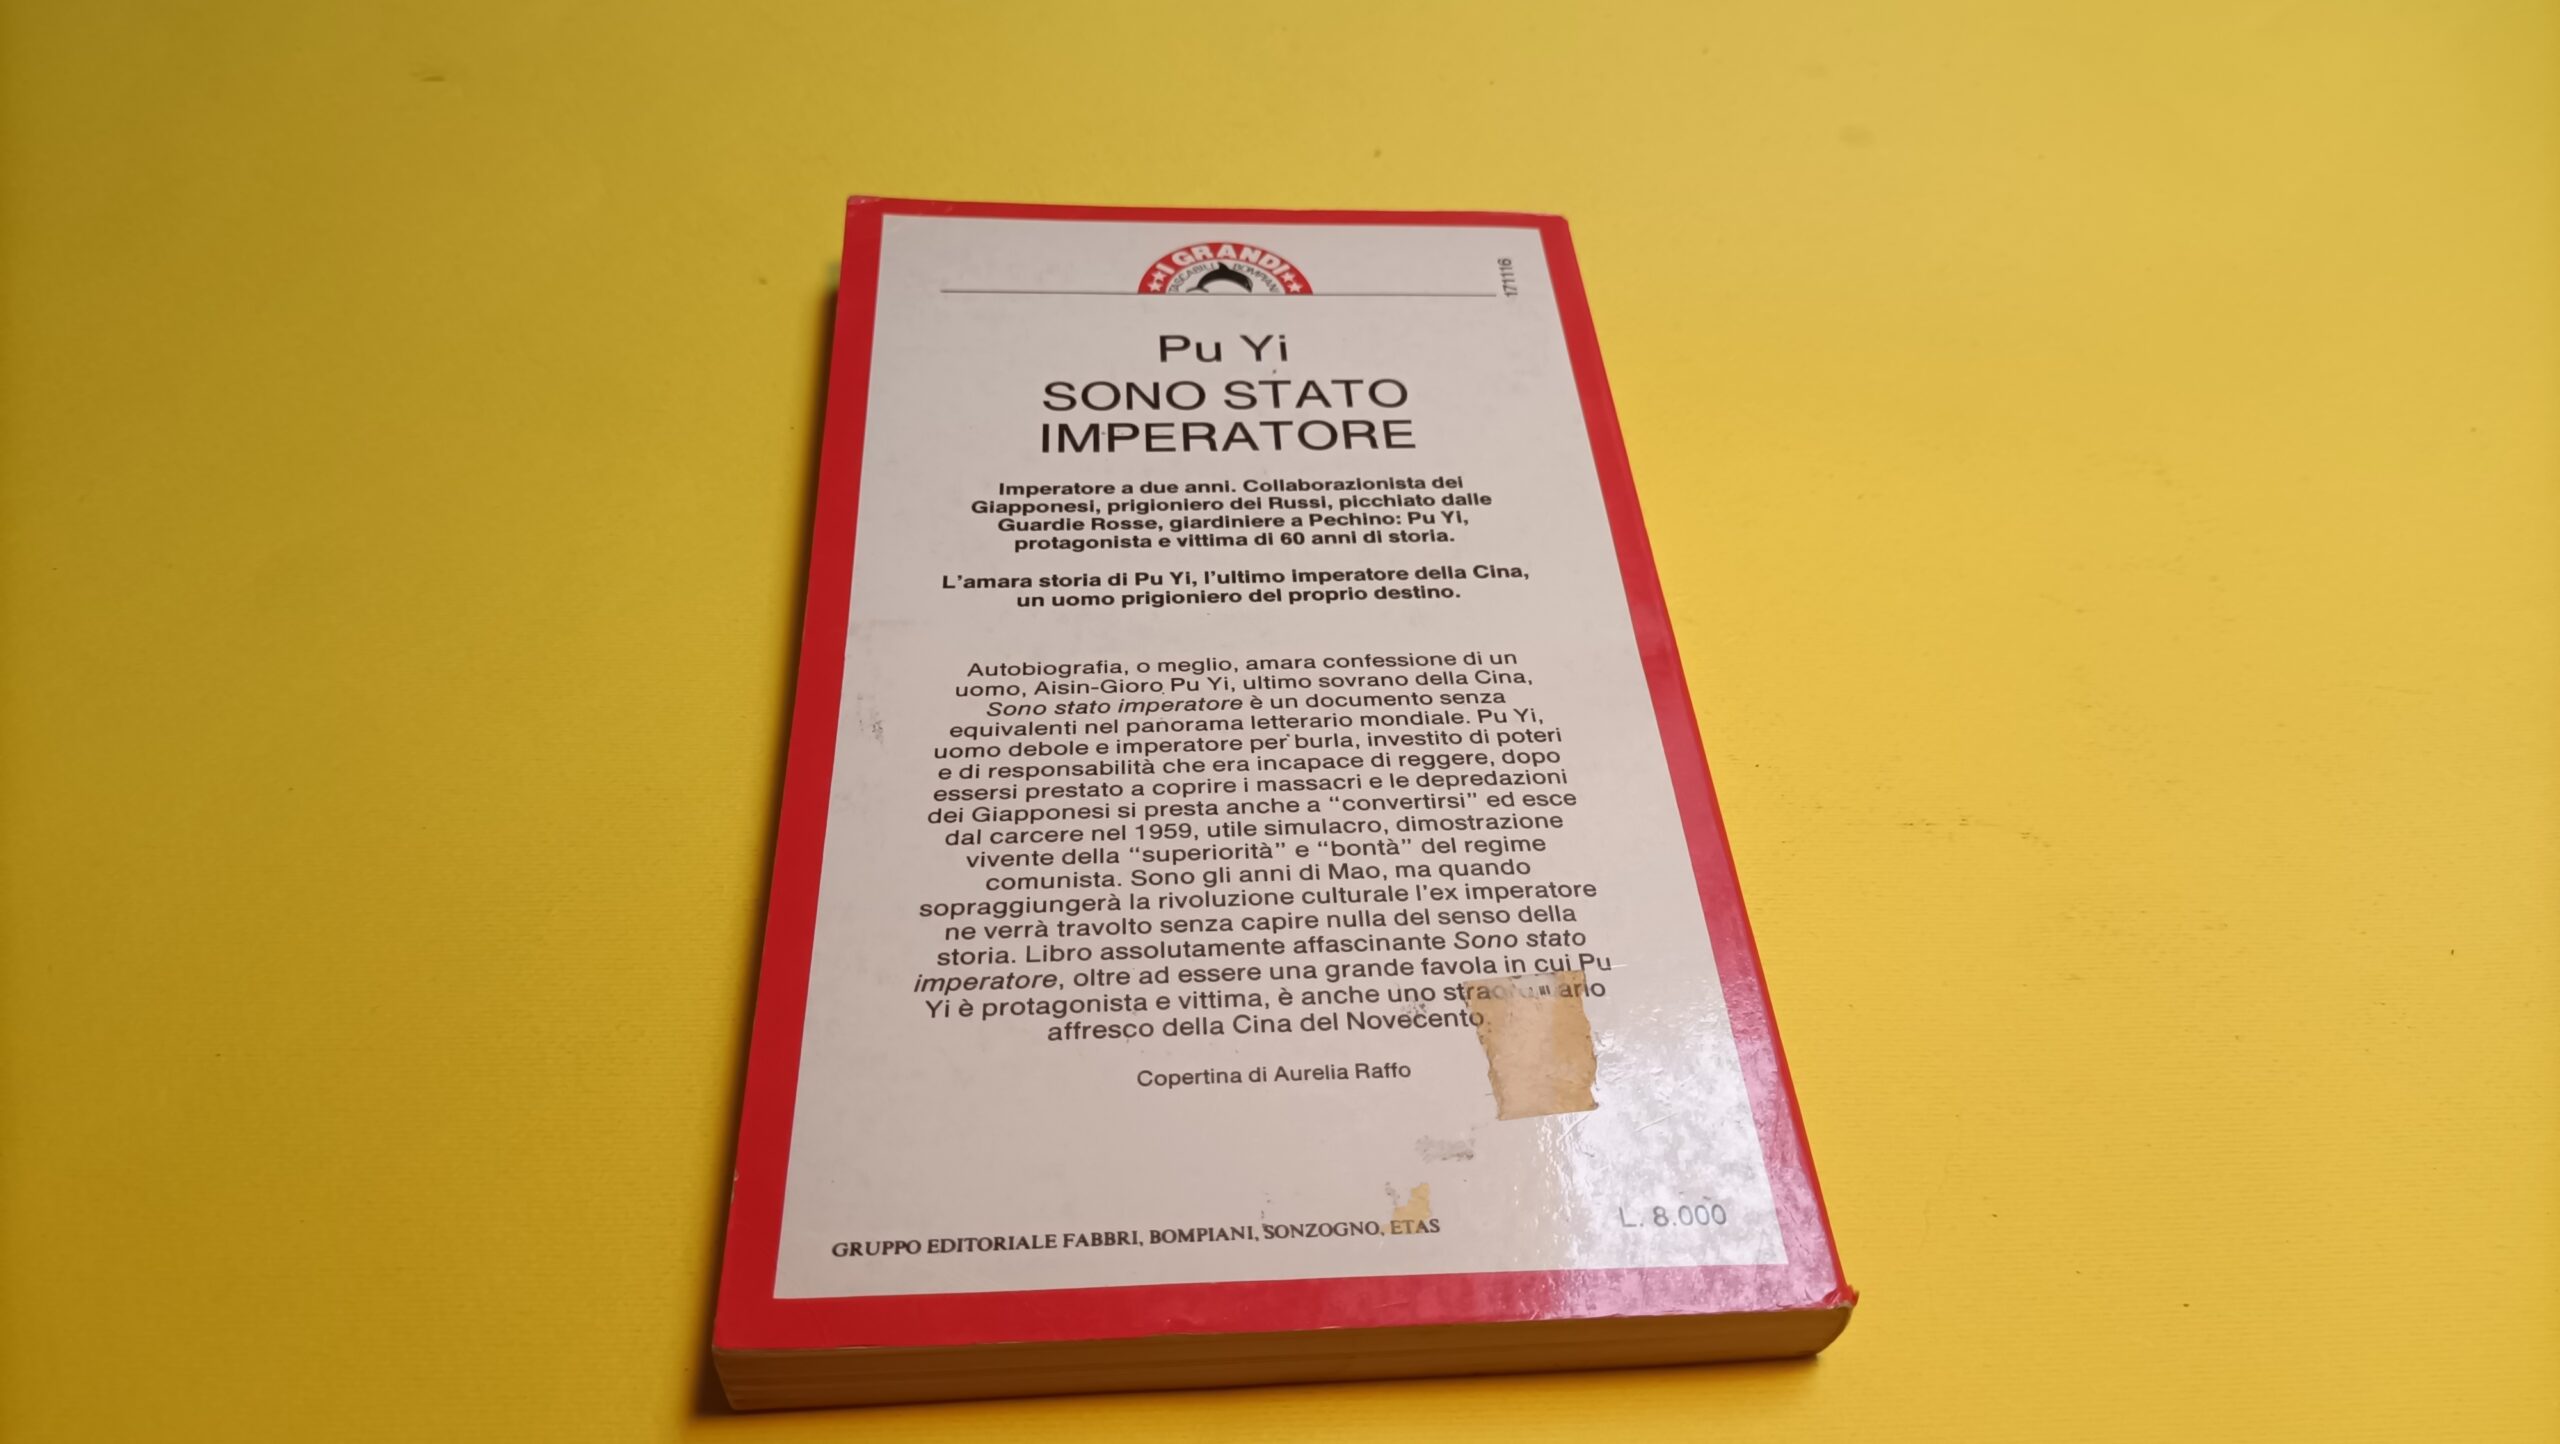 I GRANDI
TASCABILI BOMPIANI
171116
Pu Yi
SONO STATO
IMPERATORE
Imperatore a due anni. Collaborazionista dei
Giapponesi, prigioniero dei Russi, picchiato dalle
Guardie Rosse, giardiniere a Pechino: Pu Yi,
protagonista e vittima di 60 anni di storia.
L'amara storia di Pu Yi, l'ultimo imperatore della Cina,
un uomo prigioniero del proprio destino.
Autobiografia, o meglio, amara confessione di un
uomo, Aisin-Gioro Pu Yi, ultimo sovrano della Cina,
Sono stato imperatore è un documento senza
equivalenti nel panorama letterario mondiale. Pu Yi,
uomo debole e imperatore per burla, investito di poteri
e di responsabilità che era incapace di reggere, dopo
essersi prestato a coprire i massacri e le depredazioni
dei Giapponesi si presta anche a “convertirsi” ed esce
dal carcere nel 1959, utile simulacro, dimostrazione
vivente della “superiorità” e “bontà” del regime
comunista. Sono gli anni di Mao, ma quando
sopraggiungerà la rivoluzione culturale l'ex imperatore
ne verrà travolto senza capire nulla del senso della
storia. Libro assolutamente affascinante Sono stato
imperatore, oltre ad essere una grande favola in cui Pu
Yi è protagonista e vittima, è anche uno
affresco della Cina del Novecento.
Copertina di Aurelia Raffo
GRUPPO EDITORIALE FABBRI, BOMPIANI, SONZOGNO, ETAS
L. 8.000